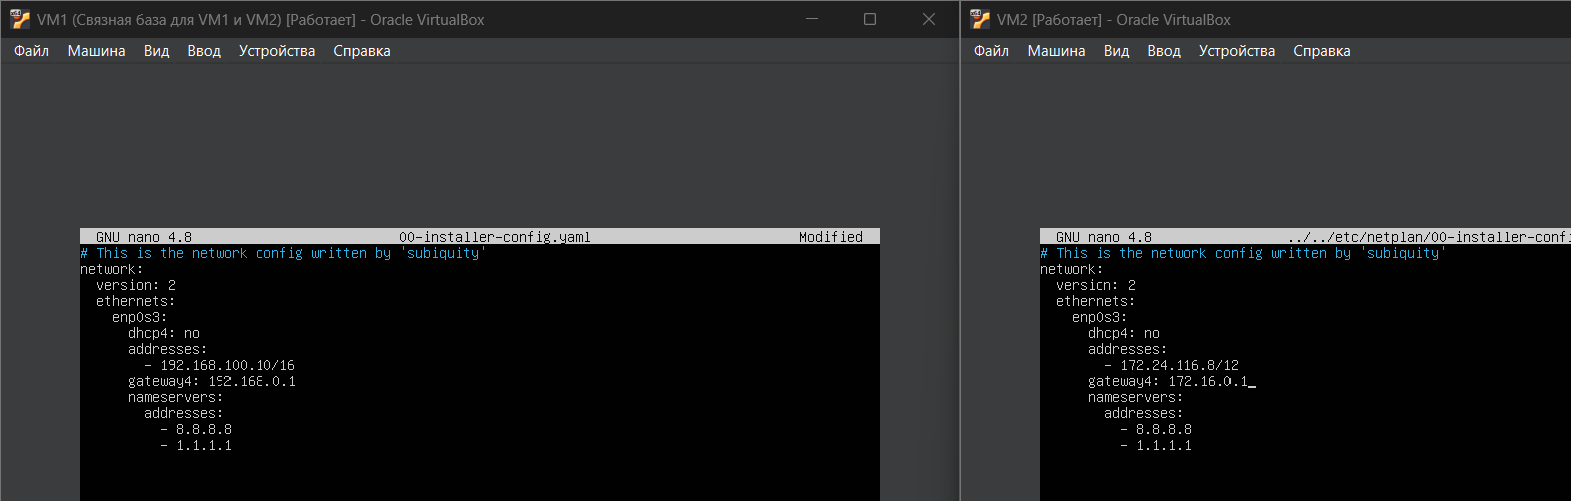 VM1 (Связная база для VM1 и VM2) [Работает] - Oracle VirtualBox
Файл Машина Вид Ввод Устройства Справка
GNU nano 4.8 00-installer-config.yaml Modified
# This is the network config written by 'subiquity'
network:
version: 2
ethernets:
enp0s3:
dhcp4: no
addresses:
- 192.168.100.10/16
gateway4: 192.168.0.1
nameservers:
addresses:
- 8.8.8.8
- 1.1.1.1
VM2 [Работает] - Oracle VirtualBox
Файл Машина Вид Ввод Устройства Справка
GNU nano 4.8 ../../etc/netplan/00-installer-confi
# This is the network config written by 'subiquity'
network:
version: 2
ethernets:
enp0s3:
dhcp4: no
addresses:
- 172.24.116.8/12
gateway4: 172.16.0.1_
nameservers:
addresses:
- 8.8.8.8
- 1.1.1.1